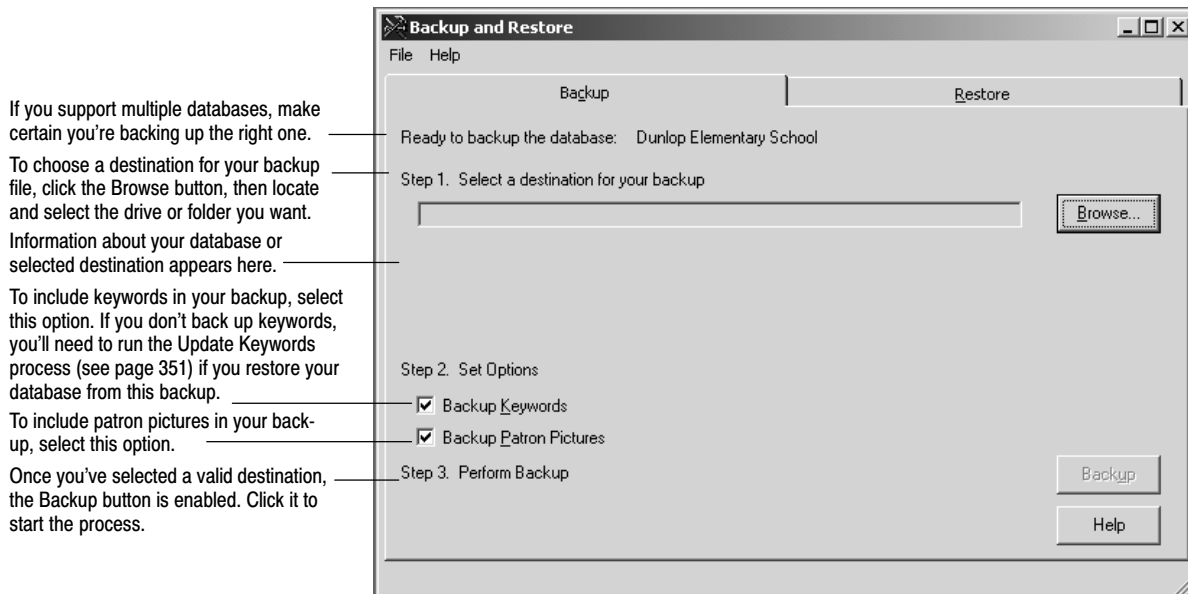 Backup and Restore
File Help
Backup
Restore
If you support multiple databases, make
certain you're backing up the right one.
Ready to backup the database: Dunlop Elementary School
To choose a destination for your backup
file, click the Browse button, then locate
and select the drive or folder you want.
Step 1. Select a destination for your backup
Browse...
Information about your database or
selected destination appears here.
To include keywords in your backup, select
this option. If you don't back up keywords,
you'll need to run the Update Keywords
process (see page 351) if you restore your
database from this backup.
Step 2. Set Options
Backup Keywords
To include patron pictures in your back-
up, select this option.
Backup Patron Pictures
Once you've selected a valid destination,
the Backup button is enabled. Click it to
start the process.
Step 3. Perform Backup
Backup
Help